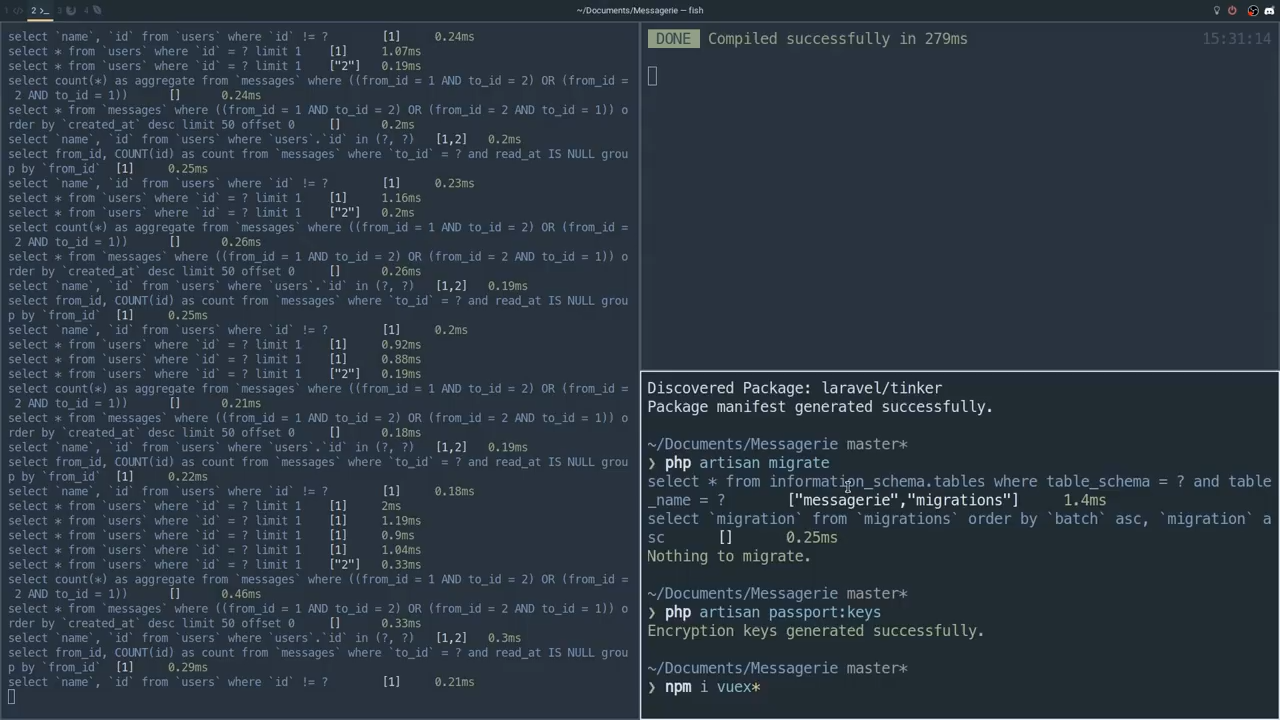 1 2 >_ 3 4
~/Documents/Messagerie — fish
select `name`, `id` from `users` where `id` != ? [1] 0.24ms
select * from `users` where `id` = ? limit 1 [1] 1.07ms
select * from `users` where `id` = ? limit 1 ["2"] 0.19ms
select count(*) as aggregate from `messages` where ((from_id = 1 AND to_id = 2) OR (from_id =
2 AND to_id = 1)) [] 0.24ms
select * from `messages` where ((from_id = 1 AND to_id = 2) OR (from_id = 2 AND to_id = 1)) o
rder by `created_at` desc limit 50 offset 0 [] 0.2ms
select `name`, `id` from `users` where `users`.`id` in (?, ?) [1,2] 0.2ms
select from_id, COUNT(id) as count from `messages` where `to_id` = ? and read_at IS NULL grou
p by `from_id` [1] 0.25ms
select `name`, `id` from `users` where `id` != ? [1] 0.23ms
select * from `users` where `id` = ? limit 1 [1] 1.16ms
select * from `users` where `id` = ? limit 1 ["2"] 0.2ms
select count(*) as aggregate from `messages` where ((from_id = 1 AND to_id = 2) OR (from_id =
2 AND to_id = 1)) [] 0.26ms
select * from `messages` where ((from_id = 1 AND to_id = 2) OR (from_id = 2 AND to_id = 1)) o
rder by `created_at` desc limit 50 offset 0 [] 0.26ms
select `name`, `id` from `users` where `users`.`id` in (?, ?) [1,2] 0.19ms
select from_id, COUNT(id) as count from `messages` where `to_id` = ? and read_at IS NULL grou
p by `from_id` [1] 0.25ms
select `name`, `id` from `users` where `id` != ? [1] 0.2ms
select * from `users` where `id` = ? limit 1 [1] 0.92ms
select * from `users` where `id` = ? limit 1 [1] 0.88ms
select * from `users` where `id` = ? limit 1 ["2"] 0.19ms
select count(*) as aggregate from `messages` where ((from_id = 1 AND to_id = 2) OR (from_id =
2 AND to_id = 1)) [] 0.21ms
select * from `messages` where ((from_id = 1 AND to_id = 2) OR (from_id = 2 AND to_id = 1)) o
rder by `created_at` desc limit 50 offset 0 [] 0.18ms
select `name`, `id` from `users` where `users`.`id` in (?, ?) [1,2] 0.19ms
select from_id, COUNT(id) as count from `messages` where `to_id` = ? and read_at IS NULL grou
p by `from_id` [1] 0.22ms
select `name`, `id` from `users` where `id` != ? [1] 0.18ms
select * from `users` where `id` = ? limit 1 [1] 2ms
select * from `users` where `id` = ? limit 1 [1] 1.19ms
select * from `users` where `id` = ? limit 1 [1] 0.9ms
select * from `users` where `id` = ? limit 1 [1] 1.04ms
select * from `users` where `id` = ? limit 1 ["2"] 0.33ms
select count(*) as aggregate from `messages` where ((from_id = 1 AND to_id = 2) OR (from_id =
2 AND to_id = 1)) [] 0.46ms
select * from `messages` where ((from_id = 1 AND to_id = 2) OR (from_id = 2 AND to_id = 1)) o
rder by `created_at` desc limit 50 offset 0 [] 0.33ms
select `name`, `id` from `users` where `users`.`id` in (?, ?) [1,2] 0.3ms
select from_id, COUNT(id) as count from `messages` where `to_id` = ? and read_at IS NULL grou
p by `from_id` [1] 0.29ms
select `name`, `id` from `users` where `id` != ? [1] 0.21ms
DONE Compiled successfully in 279ms 15:31:14
Discovered Package: laravel/tinker
Package manifest generated successfully.
~/Documents/Messagerie master*
❯ php artisan migrate
select * from information_schema.tables where table_schema = ? and table
_name = ? ["messagerie","migrations"] 1.4ms
select `migration` from `migrations` order by `batch` asc, `migration` a
sc [] 0.25ms
Nothing to migrate.
~/Documents/Messagerie master*
❯ php artisan passport:keys
Encryption keys generated successfully.
~/Documents/Messagerie master*
❯ npm i vuex*